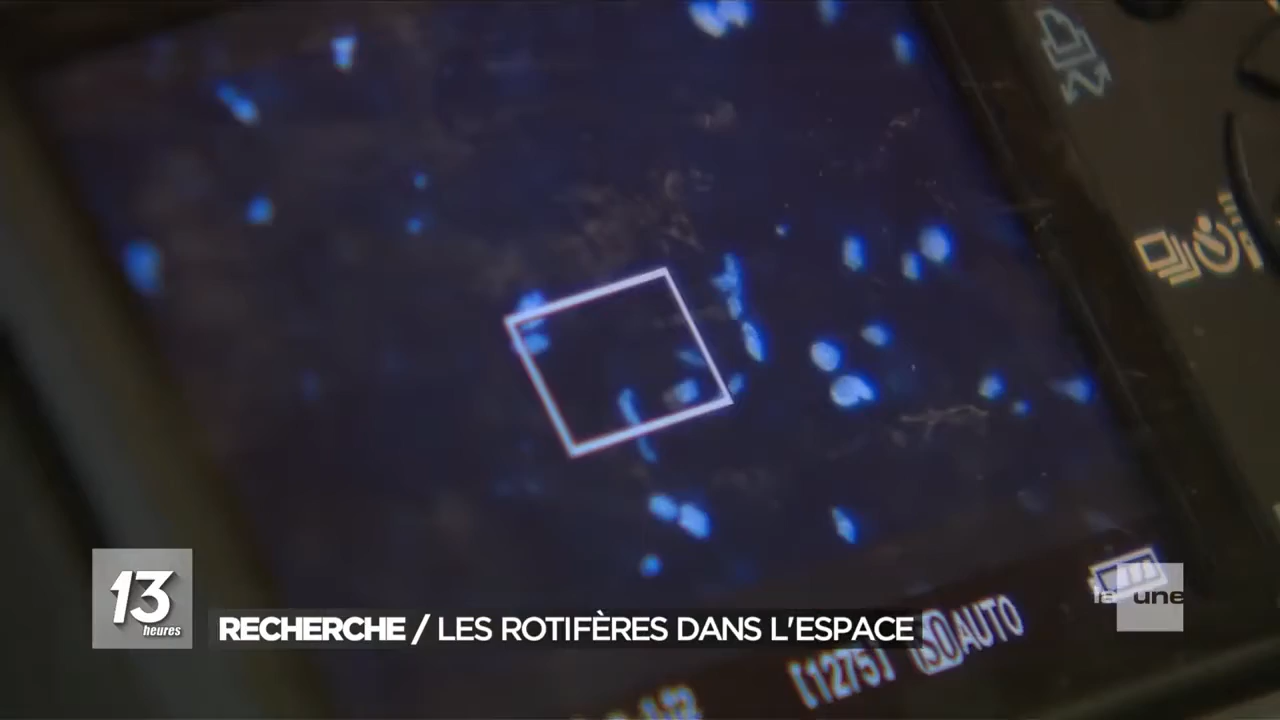 13
heures
RECHERCHE / LES ROTIFÈRES DANS L'ESPACE
la une
[1275] ISO AUTO